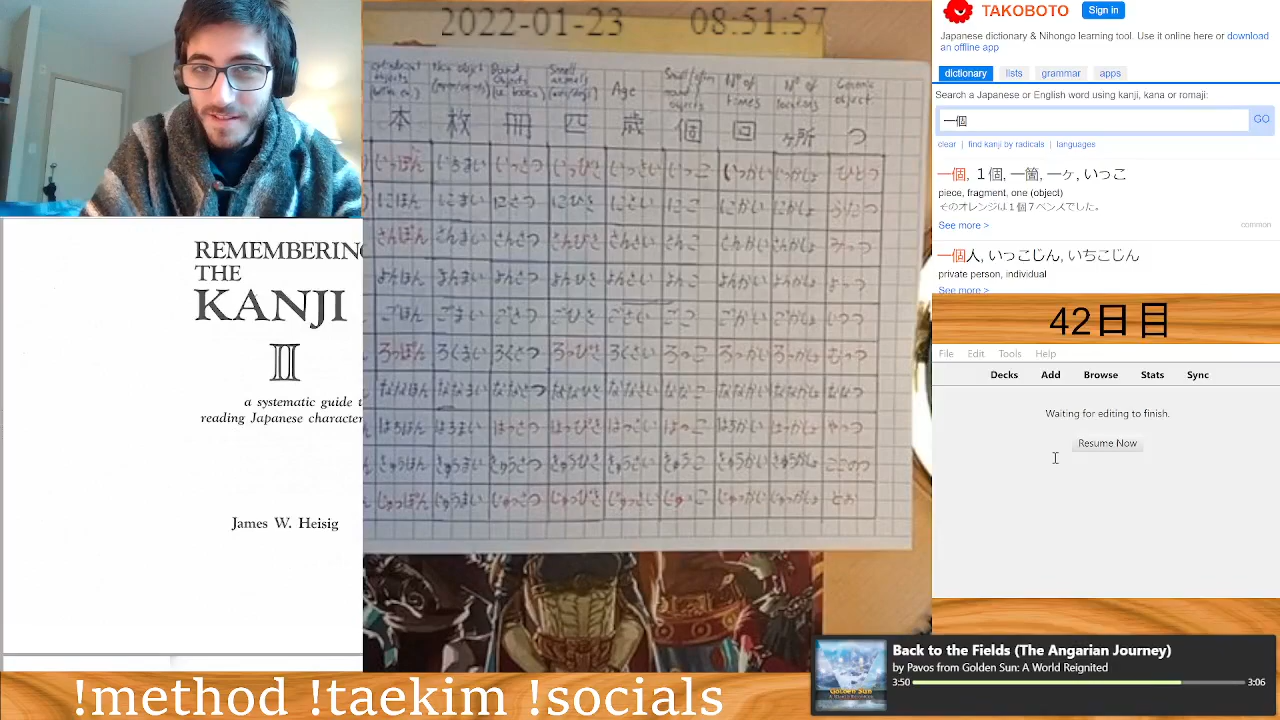 2022-01-23 08:51:57
REMEMBERING
THE
KANJI
II
a systematic guide t
reading Japanese character
James W. Heisig
objects Flat object Bound objects Small animals Age Small/ objects N° of times N° of locations Generic object
本 枚 冊 匹 歳 個 回 ヶ所 つ
いっぽん いちまい いっさつ いっぴき いっさい いっこ いっかい いっかしょ ひとつ
にほん にまい にさつ にひき にさい にこ にかい にかしょ ふたつ
さんぼん さんまい さんさつ さんびき さんさい さんこ さんかい さんかしょ みっつ
よんほん よんまい よんさつ よんひき よんさい よんこ よんかい よんかしょ よっつ
ごほん ごまい ごさつ ごひき ごさい ごこ ごかい ごかしょ いつつ
ろっぽん ろくまい ろくさつ ろっぴき ろくさい ろっこ ろっかい ろっかしょ むっつ
ななほん ななまい ななさつ ななひき ななさい ななこ ななかい ななかしょ ななつ
はちほん はちまい はっさつ はっぴき はっさい はっこ はちかい はっかしょ やっつ
きゅうほん きゅうまい きゅうさつ きゅうひき きゅうさい きゅうこ きゅうかい きゅうかしょ ここのつ
じゅっぽん じゅうまい じゅっさつ じゅっぴき じゅっさい じゅっこ じゅっかい じゅっかしょ とお
TAKOBOTO Sign in
Japanese dictionary & Nihongo learning tool. Use it online here or download
an offline app
dictionary lists grammar apps
Search a Japanese or English word using kanji, kana or romaji:
一個 GO
clear | find kanji by radicals | languages
一個, １個, 一箇, 一ケ, いっこ
piece, fragment, one (object)
そのオレンジは１個７ペンスでした。
See more > common
一個人, いっこじん, いちこじん
private person, individual
See more >
42日目
File Edit Tools Help
Decks Add Browse Stats Sync
Waiting for editing to finish.
Resume Now
Back to the Fields (The Angarian Journey)
by Pavos from Golden Sun: A World Reignited
3:50 3:06
!method !taekim !socials